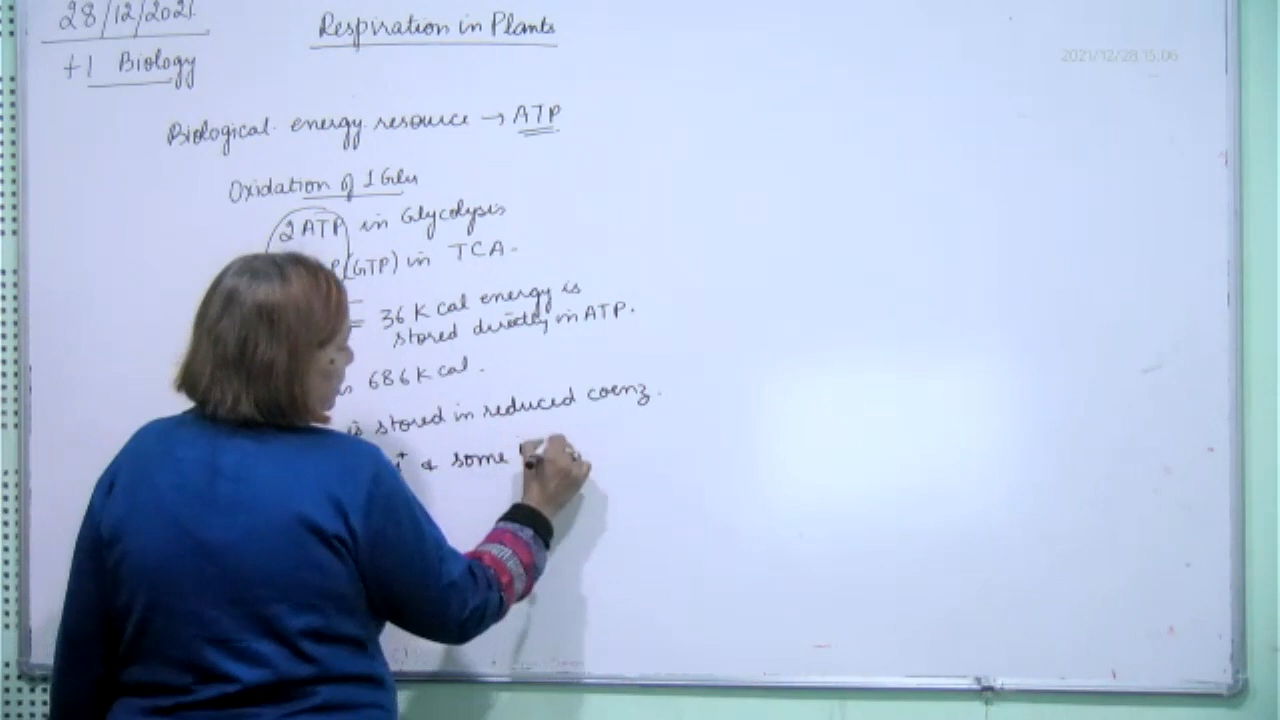 28/12/2021.
+1 Biology
Respiration in Plants
2021/12/28 15:06
Biological energy resource → ATP
Oxidation of 1 Glu
2 ATP in Glycolysis
P(GTP) in TCA.
= 36 K cal energy is
stored directly in ATP.
is 686 K cal.
is stored in reduced coenz.
+ & some